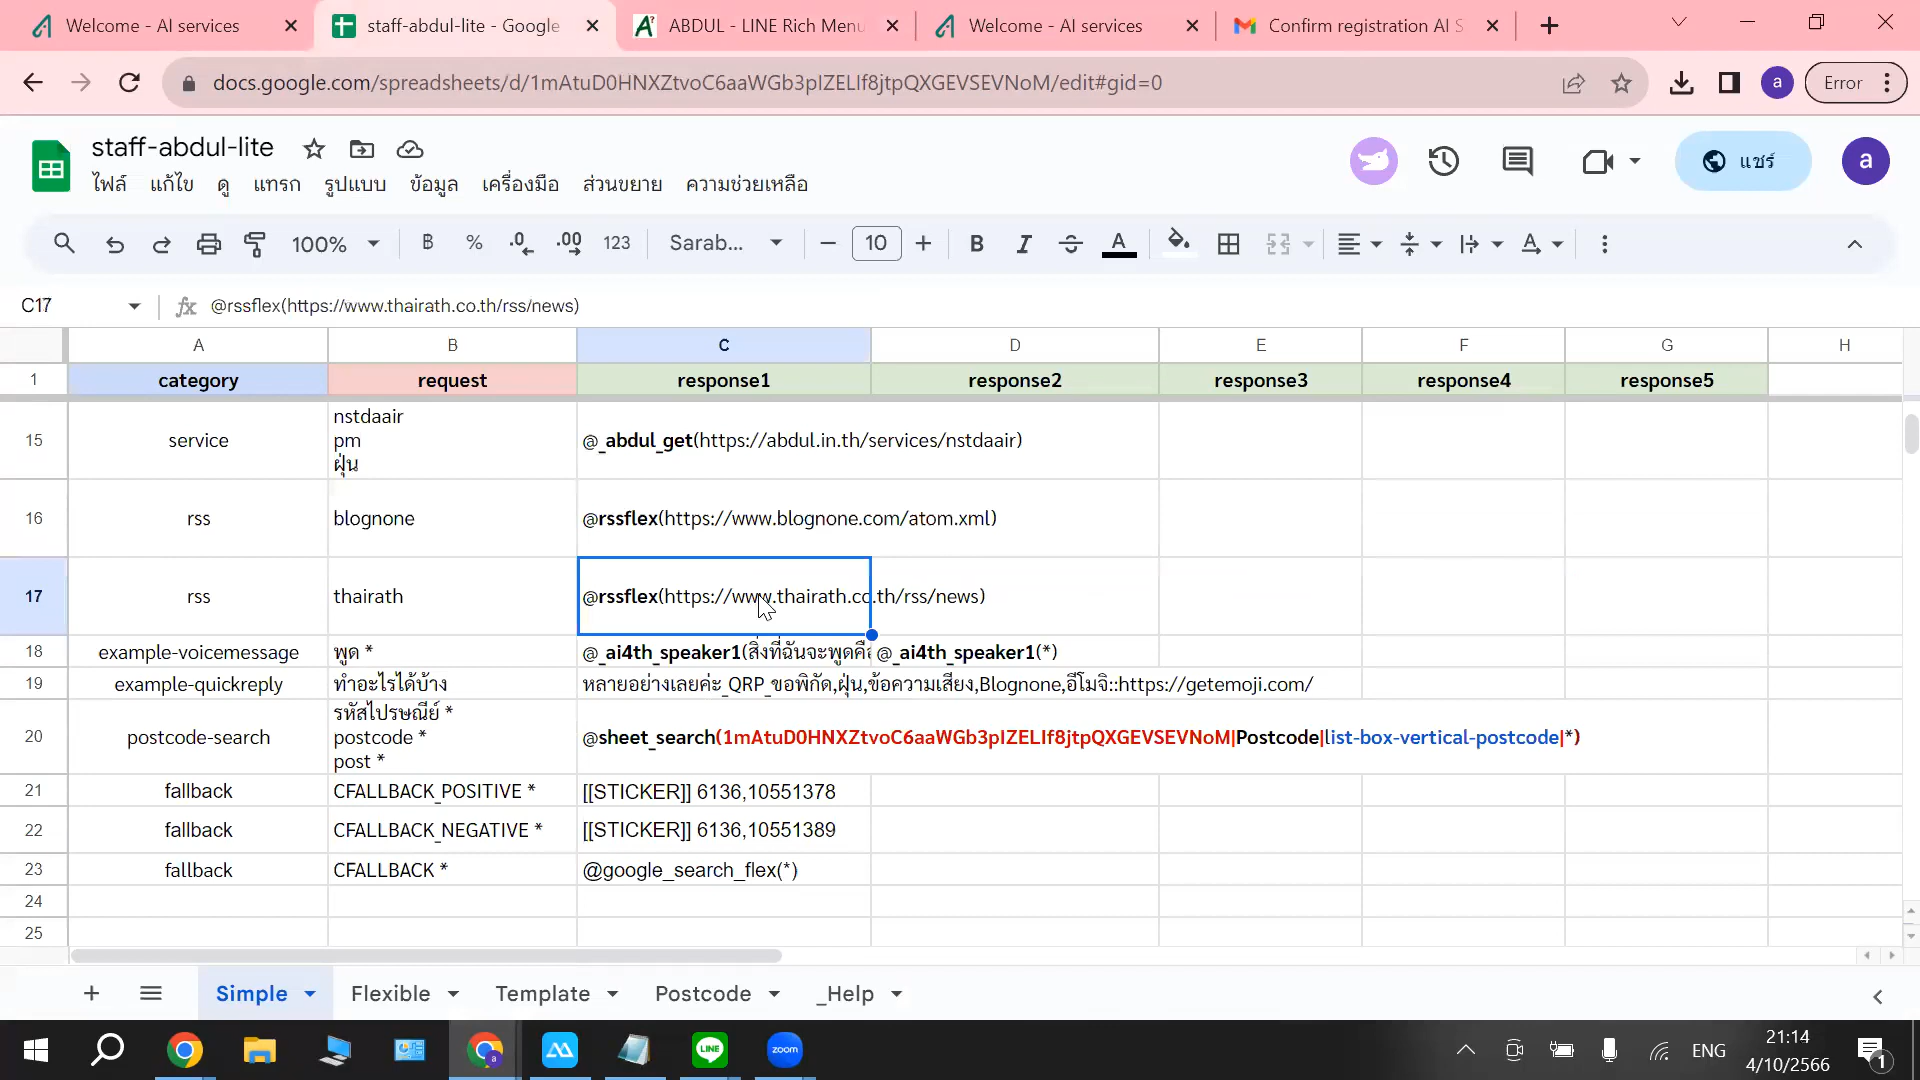 Welcome - AI services
staff-abdul-lite - Google
ABDUL - LINE Rich Menu
Welcome - AI services
Confirm registration AI S
docs.google.com/spreadsheets/d/1mAtuD0HNXZtvoC6aaWGb3pIZELIf8jtpQXGEVSEVNoM/edit#gid=0
a
Error
staff-abdul-lite
ไฟล์ แก้ไข ดู แทรก รูปแบบ ข้อมูล เครื่องมือ ส่วนขยาย ความช่วยเหลือ
แชร์
a
100%
฿
%
.0
.00
123
Sarab...
10
B
I
A
A
C17
fx
@rssflex(https://www.thairath.co.th/rss/news)
A B C D E F G H
1 category request response1 response2 response3 response4 response5
15 service
nstdaair
pm
ฝุ่น
@_abdul_get(https://abdul.in.th/services/nstdaair)
16 rss blognone @rssflex(https://www.blognone.com/atom.xml)
17 rss thairath @rssflex(https://www.thairath.co.th/rss/news)
18 example-voicemessage พูด * @_ai4th_speaker1(สิ่งที่ฉันจะพูดคือ @_ai4th_speaker1(*)
19 example-quickreply ทำอะไรได้บ้าง หลายอย่างเลยค่ะ_QRP_ขอพิกัด,ฝุ่น,ข้อความเสียง,Blognone,อีโมจิ::https://getemoji.com/
20 postcode-search
รหัสไปรษณีย์ *
postcode *
post *
@sheet_search(1mAtuD0HNXZtvoC6aaWGb3pIZELIf8jtpQXGEVSEVNoM|Postcode|list-box-vertical-postcode|*)
21 fallback CFALLBACK_POSITIVE * [[STICKER]] 6136,10551378
22 fallback CFALLBACK_NEGATIVE * [[STICKER]] 6136,10551389
23 fallback CFALLBACK * @google_search_flex(*)
24
25
Simple Flexible Template Postcode _Help
a
LINE
zoom
ENG
21:14
4/10/2566
1